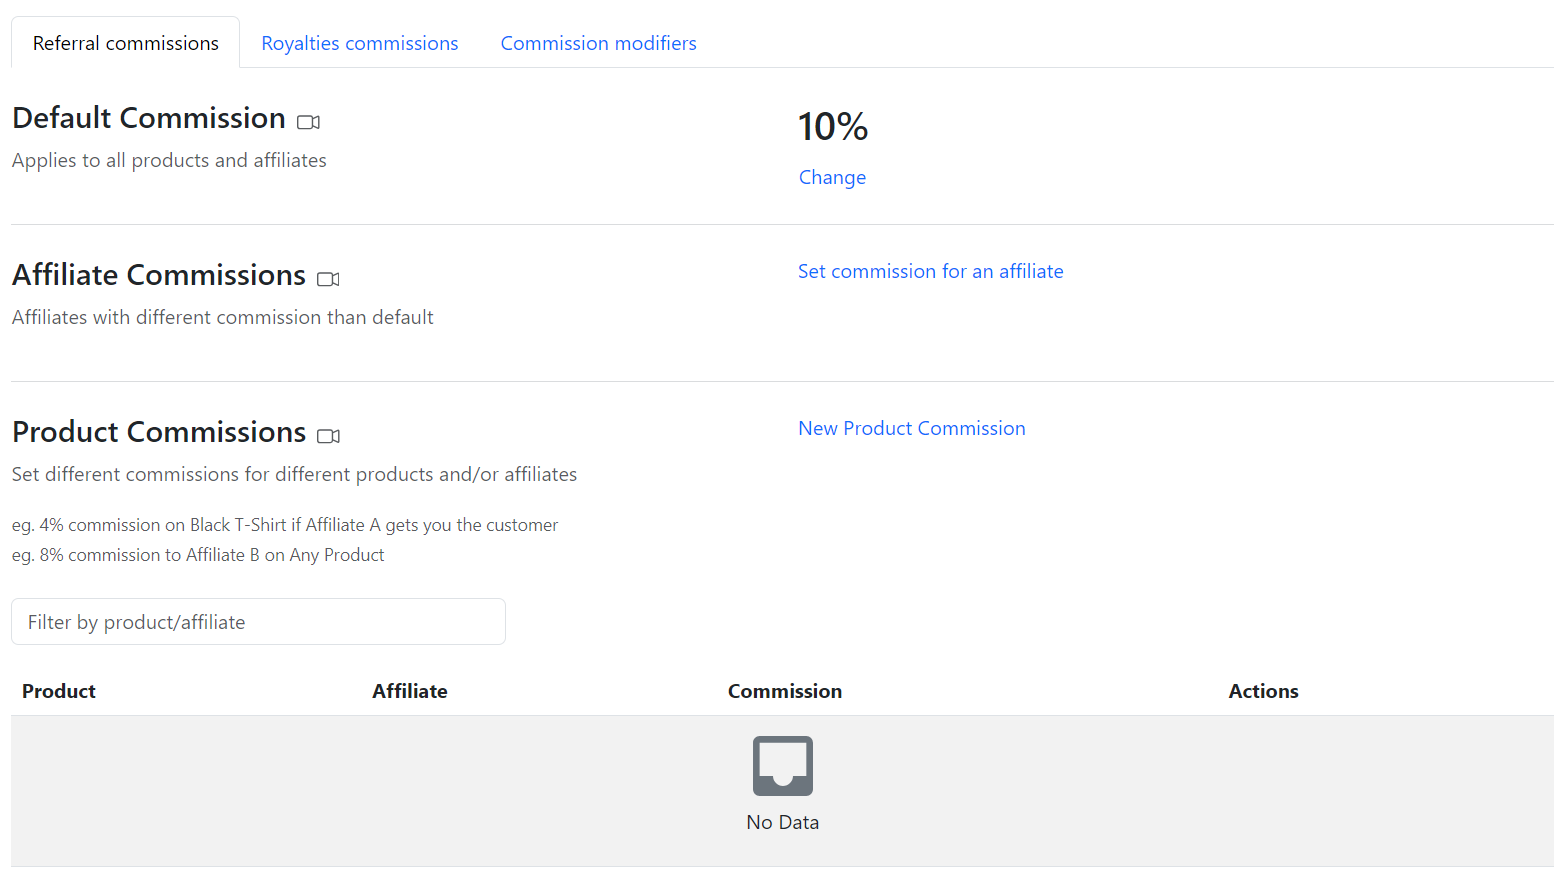 Referral commissions Royalties commissions Commission modifiers
Default Commission
Applies to all products and affiliates
10%
Change
Affiliate Commissions
Affiliates with different commission than default
Set commission for an affiliate
Product Commissions
Set different commissions for different products and/or affiliates
New Product Commission
eg. 4% commission on Black T-Shirt if Affiliate A gets you the customer
eg. 8% commission to Affiliate B on Any Product
Filter by product/affiliate
Product Affiliate Commission Actions
No Data